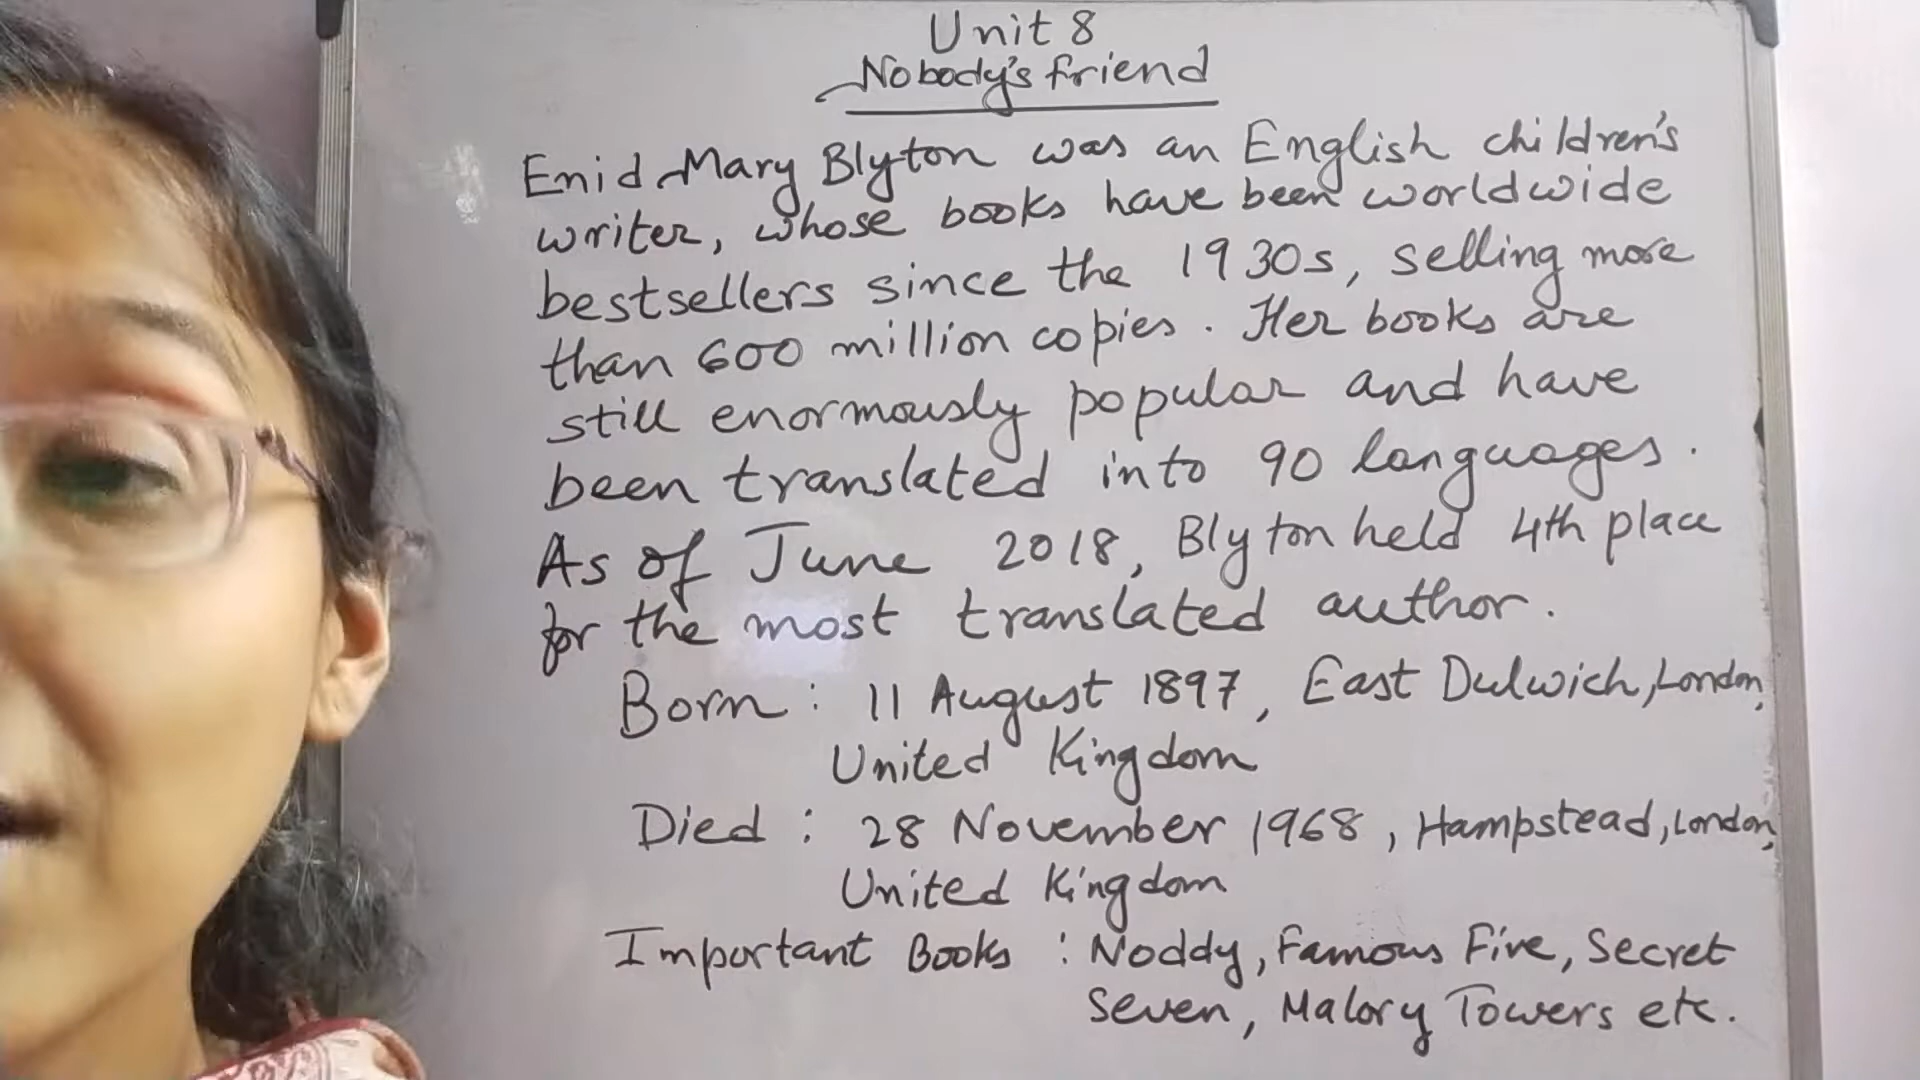 Unit 8
Nobody's friend
Enid Mary Blyton was an English children's
writer, whose books have been worldwide
bestsellers since the 1930s, selling more
than 600 million copies. Her books are
still enormously popular and have
been translated into 90 languages.
As of June 2018, Blyton held 4th place
for the most translated author.
Born : 11 August 1897, East Dulwich, London,
United Kingdom
Died : 28 November 1968, Hampstead, London,
United Kingdom
Important Books : Noddy, Famous Five, Secret
Seven, Malory Towers etc.